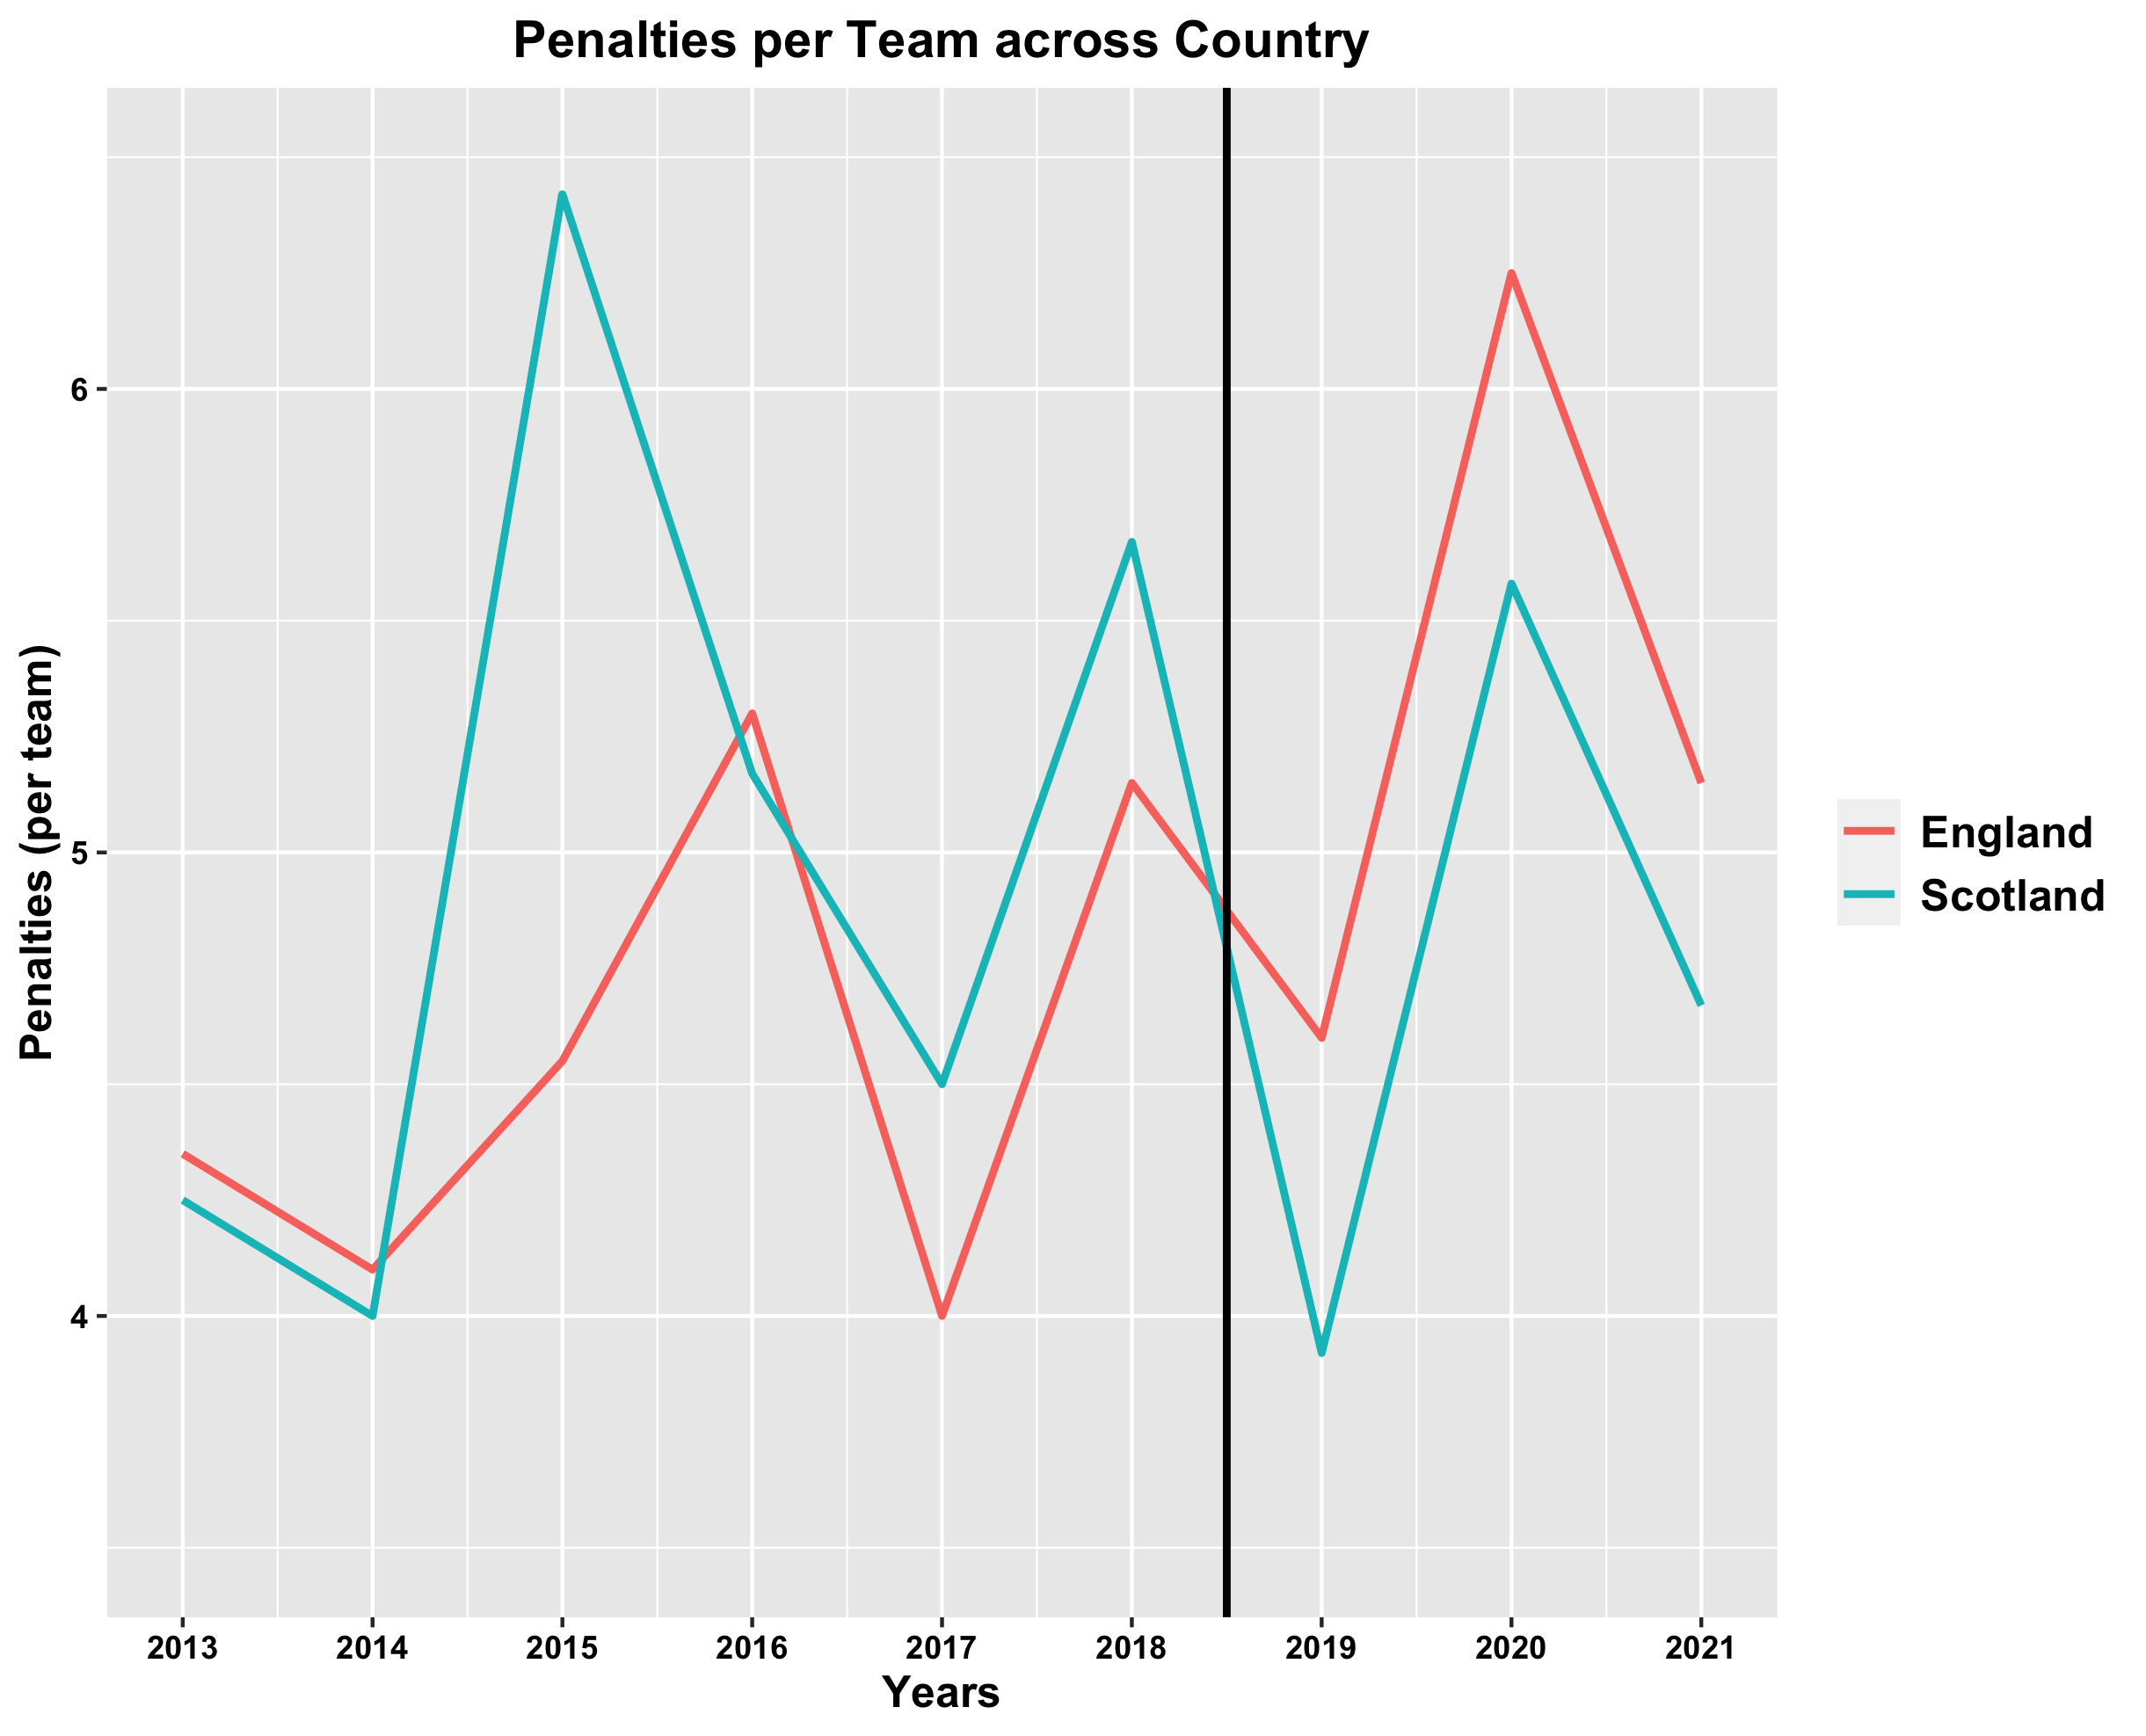 Penalties per Team across Country
Penalties (per team)
6
5
4
2013 2014 2015 2016 2017 2018 2019 2020 2021
Years
England
Scotland